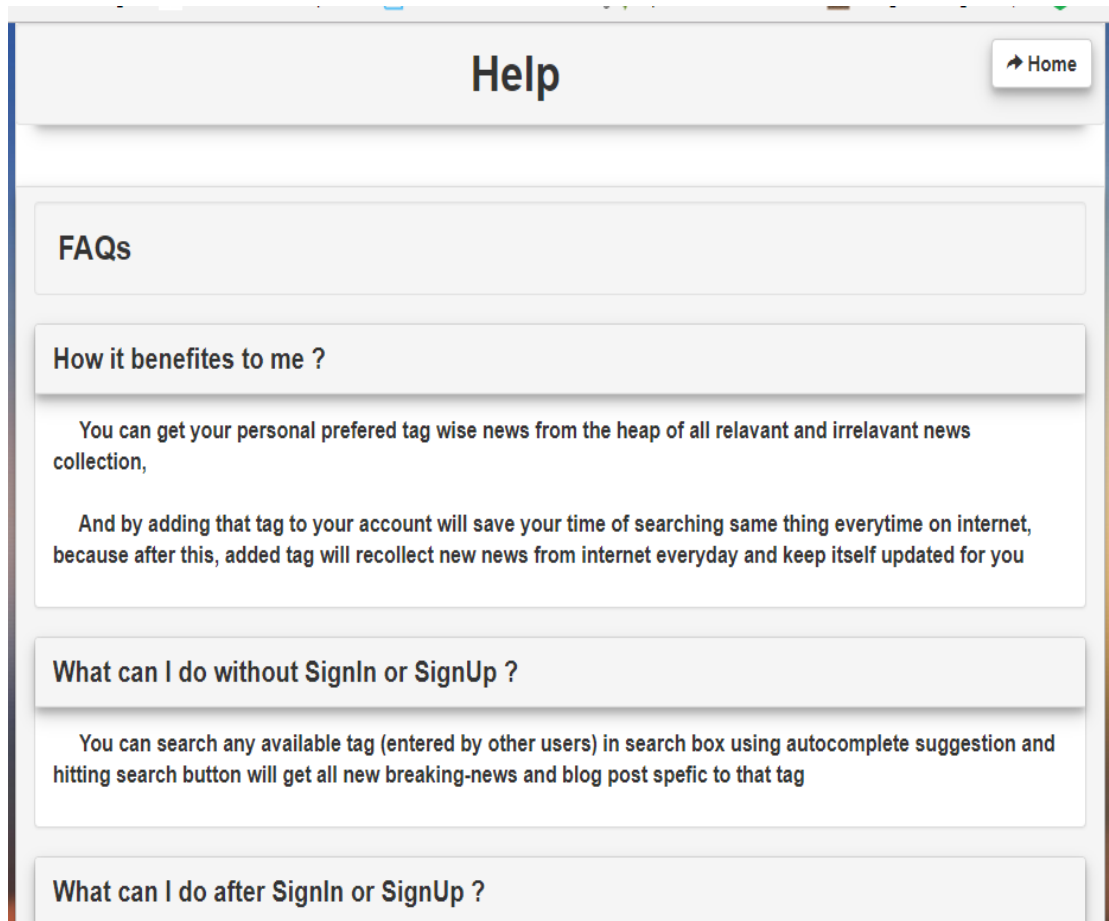 Help
Home
FAQs
How it benefites to me ?
You can get your personal prefered tag wise news from the heap of all relavant and irrelavant news
collection,
And by adding that tag to your account will save your time of searching same thing everytime on internet,
because after this, added tag will recollect new news from internet everyday and keep itself updated for you
What can I do without SignIn or SignUp ?
You can search any available tag (entered by other users) in search box using autocomplete suggestion and
hitting search button will get all new breaking-news and blog post spefic to that tag
What can I do after SignIn or SignUp ?